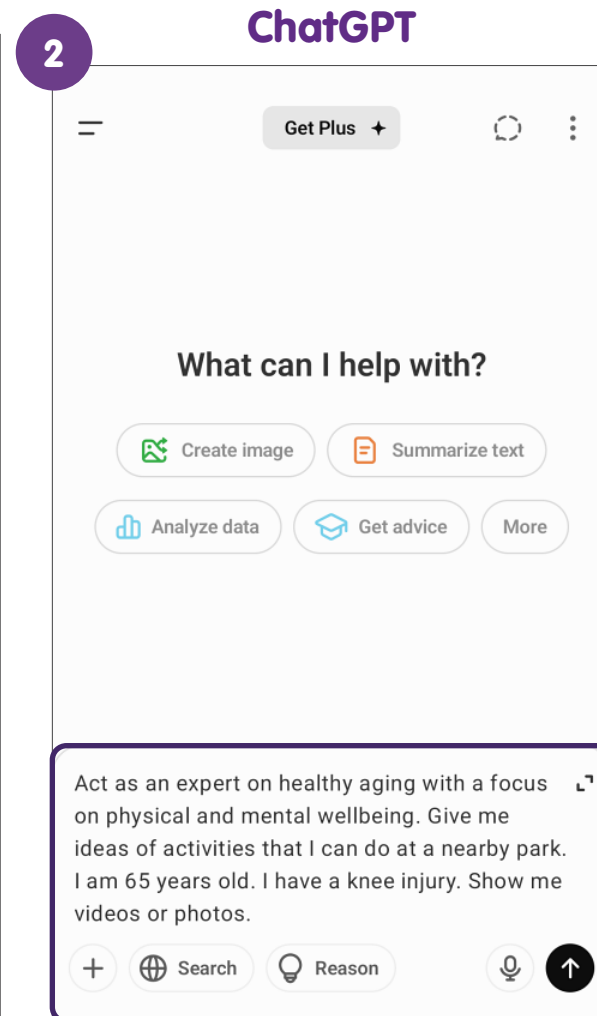 ChatGPT
2
Get Plus
What can I help with?
Create image
Summarize text
Analyze data
Get advice
More
Act as an expert on healthy aging with a focus
on physical and mental wellbeing. Give me
ideas of activities that I can do at a nearby park.
I am 65 years old. I have a knee injury. Show me
videos or photos.
Search
Reason